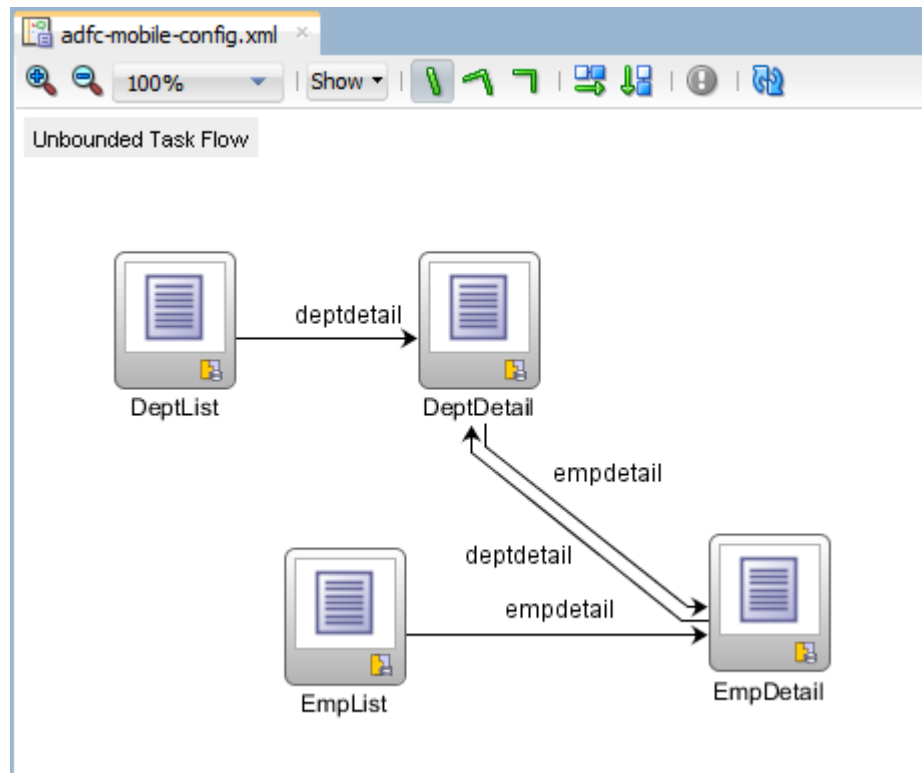 adfc-mobile-config.xml
100% Show
Unbounded Task Flow
deptdetail
DeptList
DeptDetail
empdetail
deptdetail
empdetail
EmpList
EmpDetail